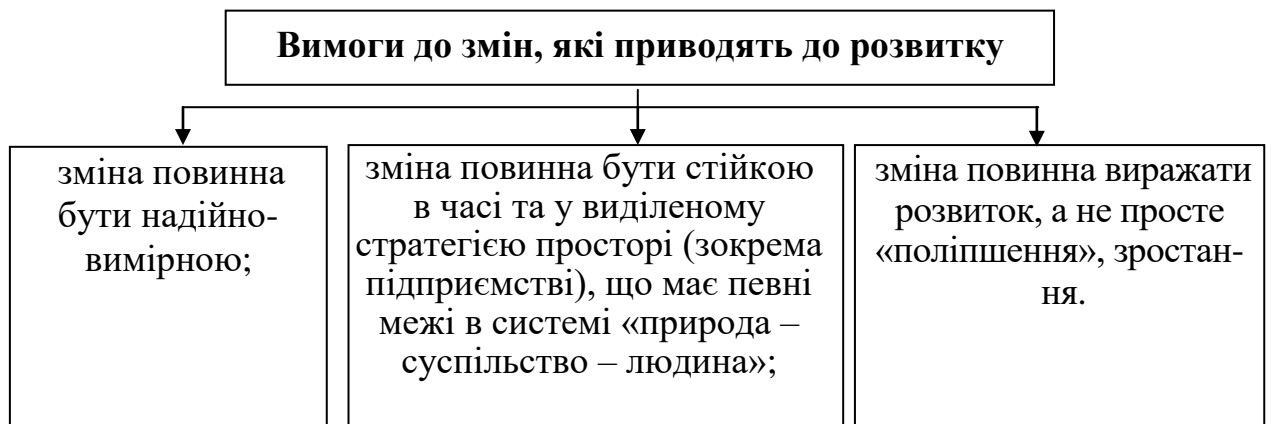 Вимоги до змін, які приводять до розвитку
зміна повинна
бути надійно-
вимірною;
зміна повинна бути стійкою
в часі та у виділеному
стратегією просторі (зокрема
підприємстві), що має певні
межі в системі «природа –
суспільство – людина»;
зміна повинна виражати
розвиток, а не просте
«поліпшення», зростан-
ня.